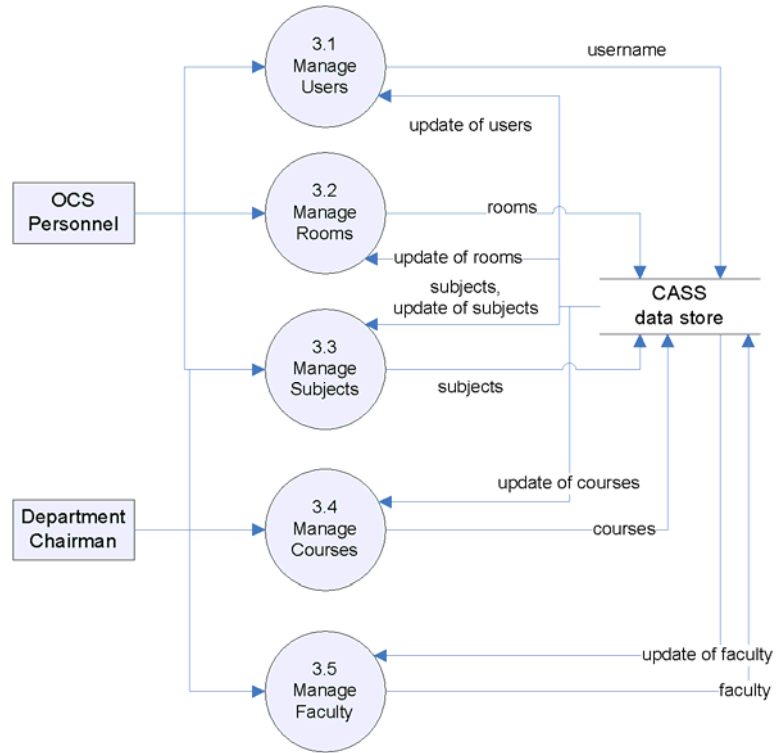 3.1
Manage
Users
username
update of users
OCS
Personnel
3.2
Manage
Rooms
rooms
update of rooms
subjects,
update of subjects
CASS
data store
3.3
Manage
Subjects
subjects
update of courses
Department
Chairman
3.4
Manage
Courses
courses
3.5
Manage
Faculty
update of faculty
faculty